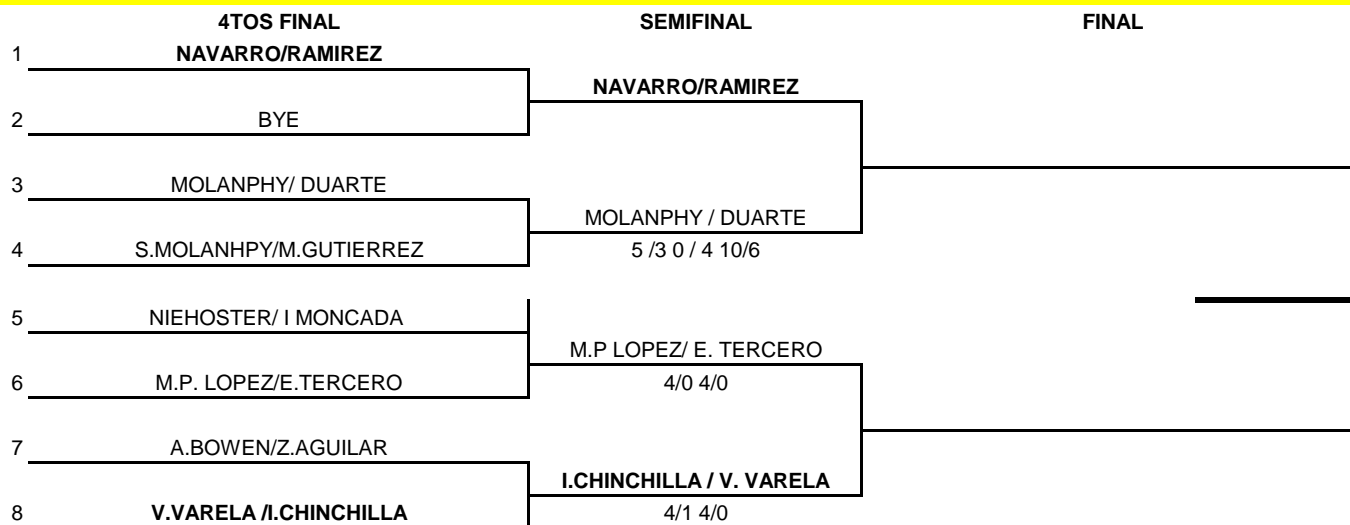 4TOS FINAL SEMIFINAL FINAL
1 NAVARRO/RAMIREZ
NAVARRO/RAMIREZ
2 BYE
3 MOLANPHY/ DUARTE
MOLANPHY / DUARTE
4 S.MOLANHPY/M.GUTIERREZ 5 /3 0 / 4 10/6
5 NIEHOSTER/ I MONCADA
M.P LOPEZ/ E. TERCERO
6 M.P. LOPEZ/E.TERCERO 4/0 4/0
7 A.BOWEN/Z.AGUILAR
I.CHINCHILLA / V. VARELA
8 V.VARELA /I.CHINCHILLA 4/1 4/0